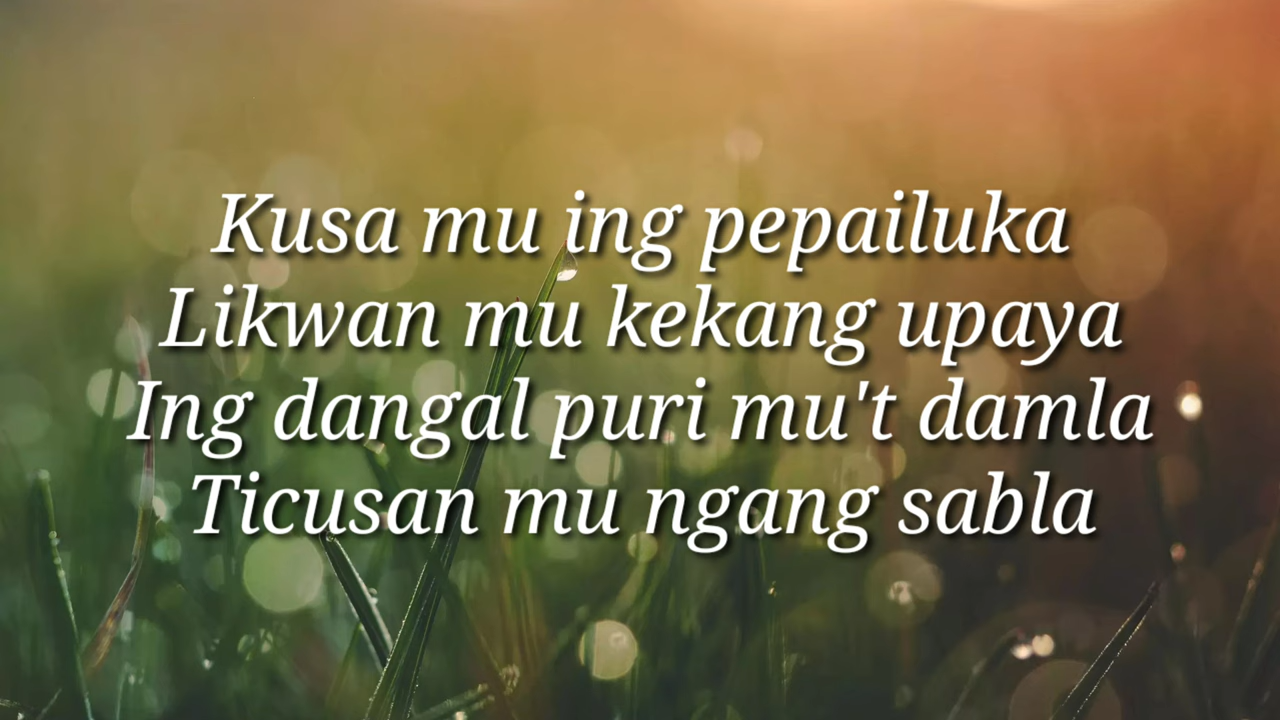 Kusa mu ing pepailuka
Likwan mu kekang upaya
Ing dangal puri mu't damla
Ticusan mu ngang sabla